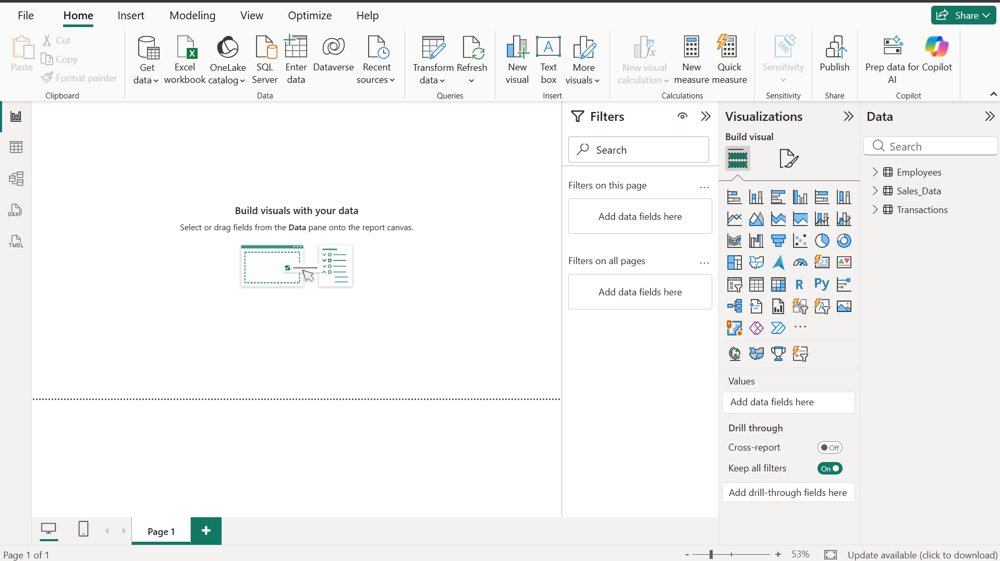 File Home Insert Modeling View Optimize Help Share
Paste
Cut
Copy
Format painter
Clipboard
Get data
Excel workbook
OneLake catalog
SQL Server
Enter data
Dataverse
Recent sources
Data
Transform data
Refresh
Queries
New visual
A
Text box
More visuals
Insert
fx
New visual calculation
New measure
Quick measure
Calculations
Sensitivity
Sensitivity
Publish
Share
Prep data for AI
Copilot
Copilot
DAX
TMDL
Build visuals with your data
Select or drag fields from the Data pane onto the report canvas.
Filters
Search
Filters on this page
...
Add data fields here
Filters on all pages
...
Add data fields here
Visualizations
Build visual
123
R
Py
A
...
Values
Add data fields here
Drill through
Cross-report
Off
Keep all filters
On
Add drill-through fields here
Data
Search
Employees
Sales_Data
Transactions
Page 1
+
Page 1 of 1
- + 53%
Update available (click to download)